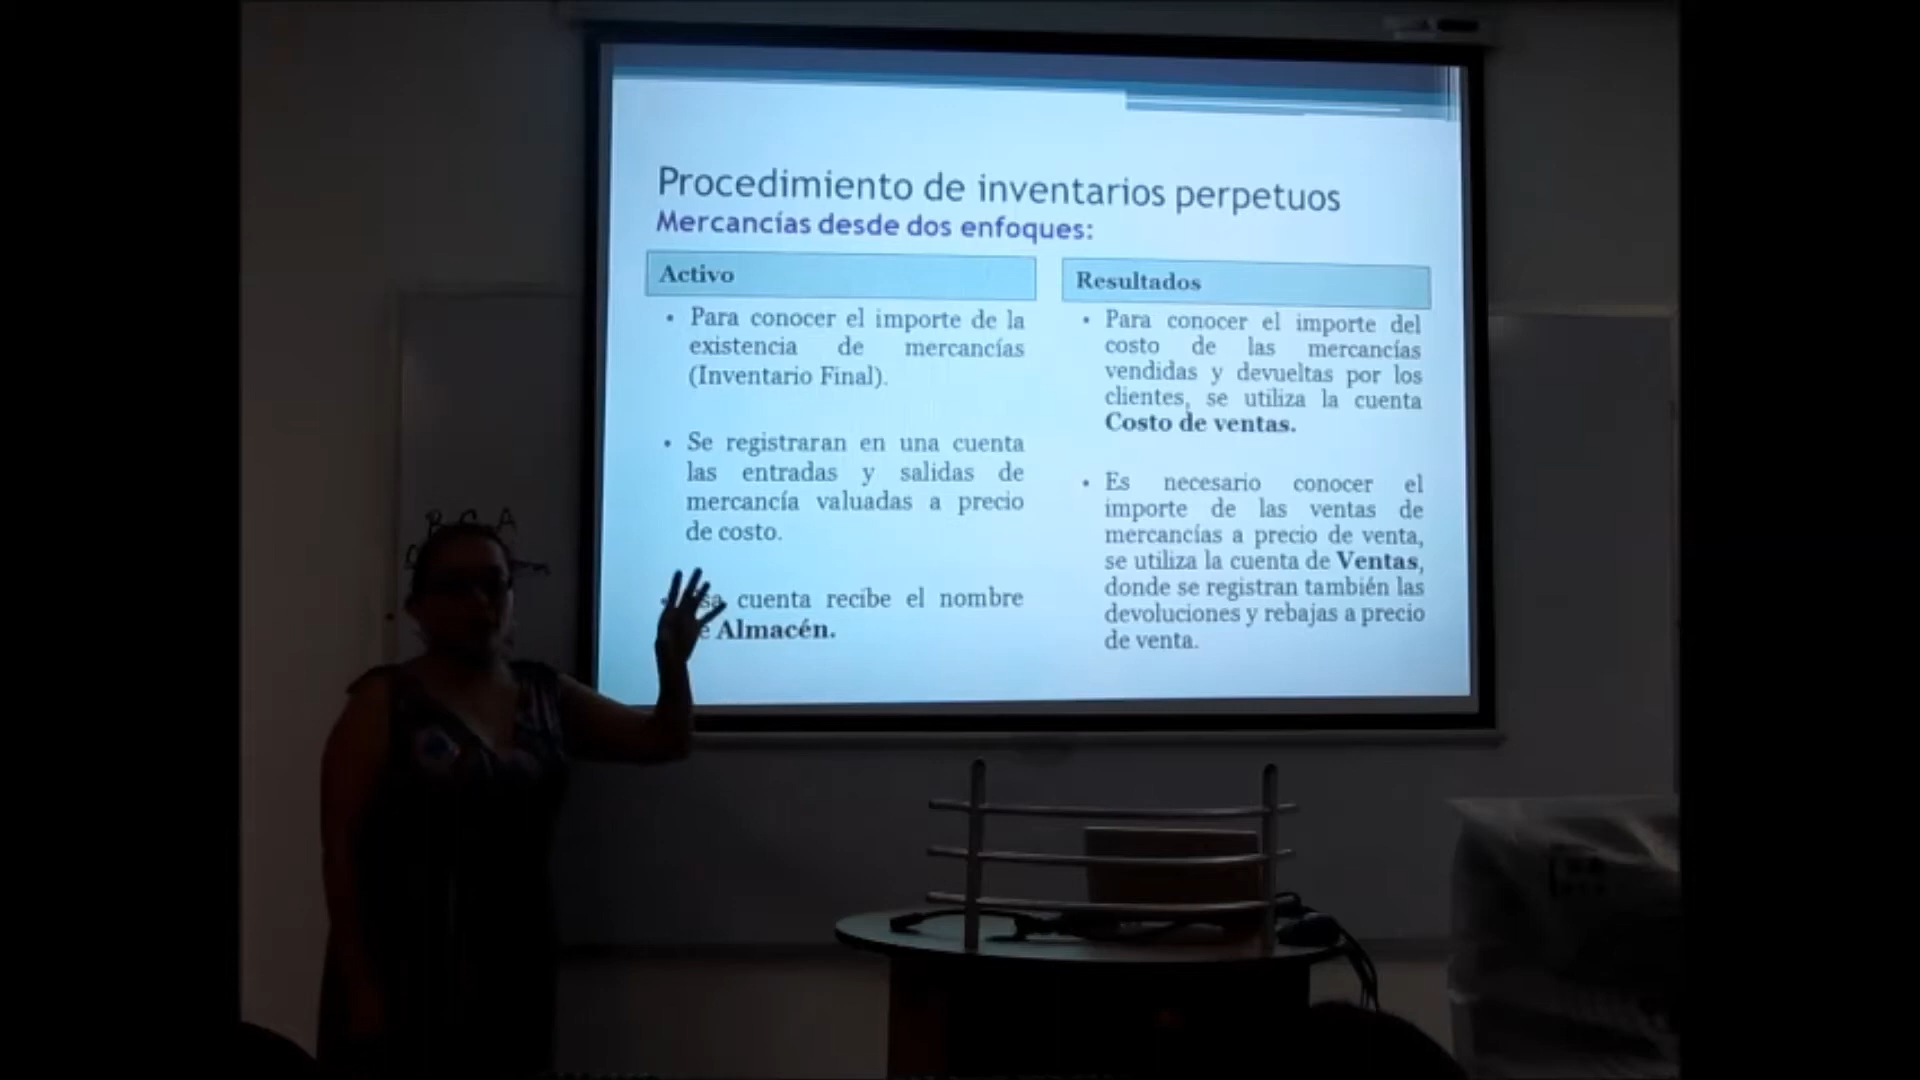 Procedimiento de inventarios perpetuos
Mercancías desde dos enfoques:
Activo
• Para conocer el importe de la
existencia de mercancías
(Inventario Final).
• Se registraran en una cuenta
las entradas y salidas de
mercancía valuadas a precio
de costo.
cuenta recibe el nombre
Almacén.
Resultados
• Para conocer el importe del
costo de las mercancías
vendidas y devueltas por los
clientes, se utiliza la cuenta
Costo de ventas.
• Es necesario conocer el
importe de las ventas de
mercancías a precio de venta,
se utiliza la cuenta de Ventas,
donde se registran también las
devoluciones y rebajas a precio
de venta.